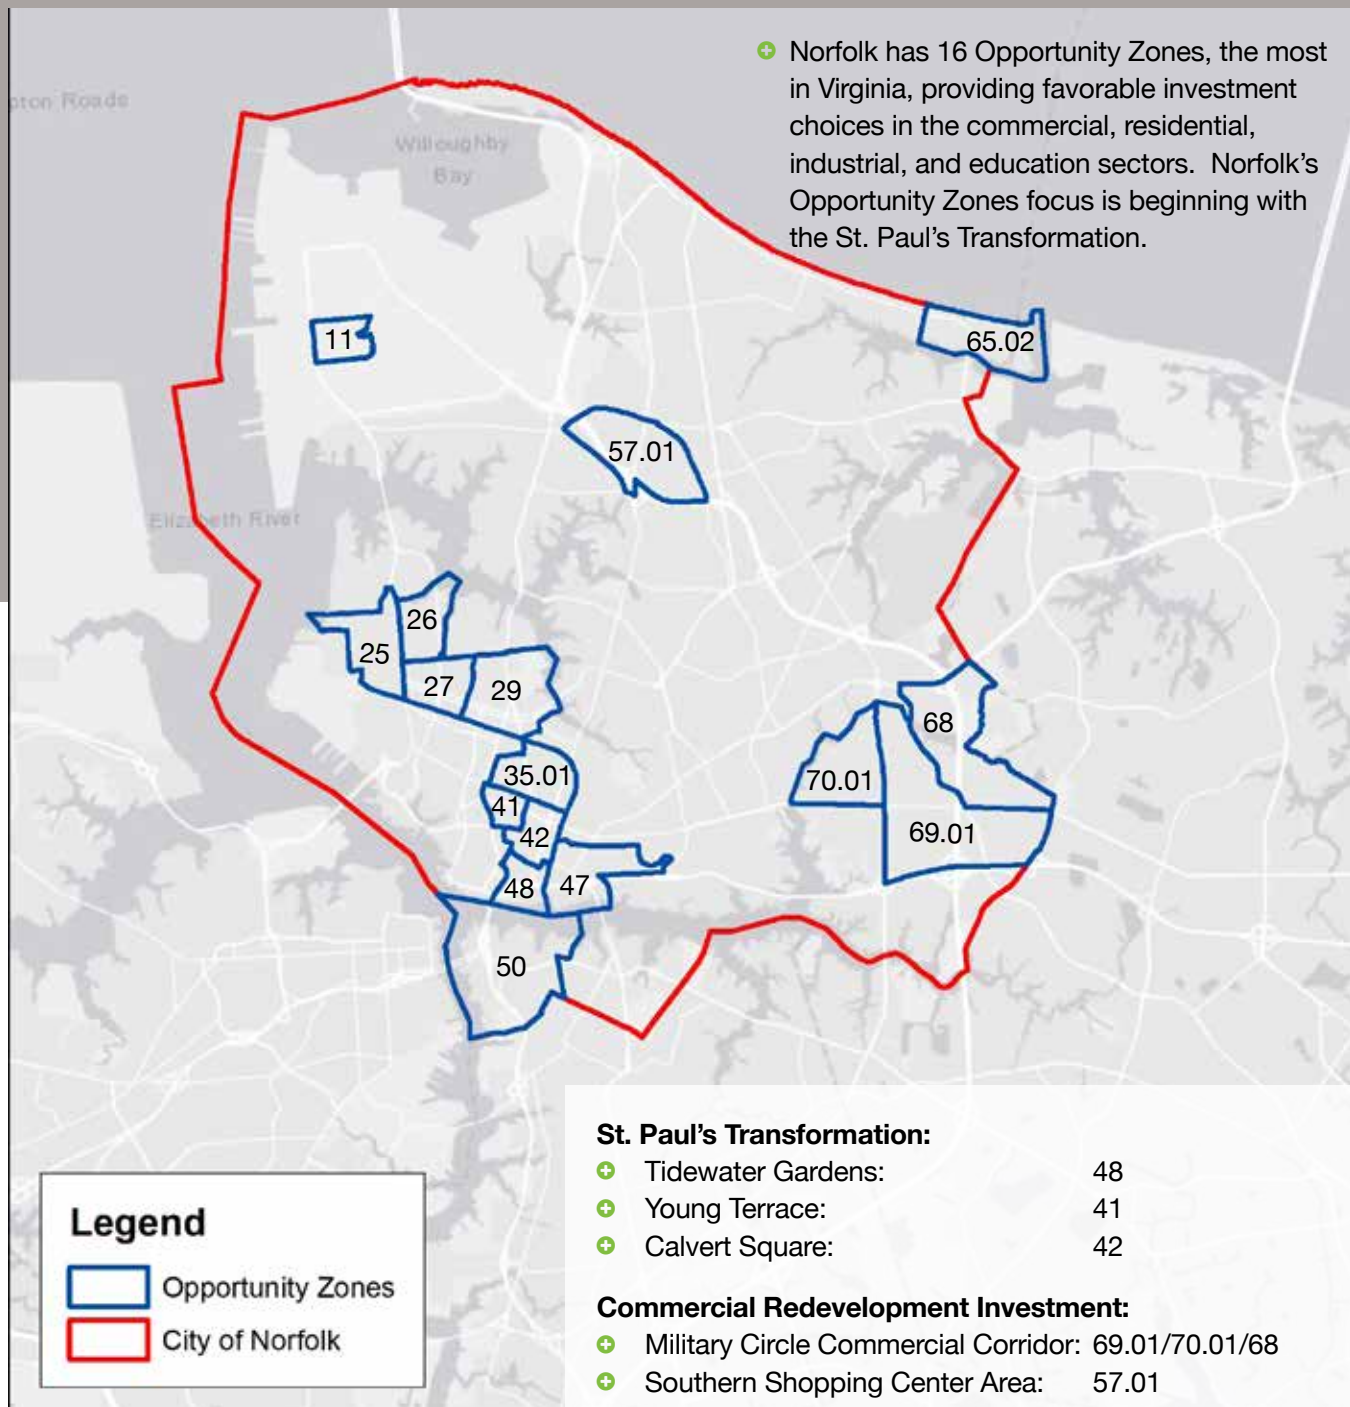 Norfolk has 16 Opportunity Zones, the most
in Virginia, providing favorable investment
choices in the commercial, residential,
industrial, and education sectors. Norfolk's
Opportunity Zones focus is beginning with
the St. Paul's Transformation.
pton Roads
Willoughby
Bay
11
65.02
57.01
Elizabeth River
26
25
27
29
68
35.01
70.01
41
42
69.01
48
47
50
St. Paul's Transformation:
Tidewater Gardens: 48
Young Terrace: 41
Calvert Square: 42
Commercial Redevelopment Investment:
Military Circle Commercial Corridor: 69.01/70.01/68
Southern Shopping Center Area: 57.01
Legend
Opportunity Zones
City of Norfolk